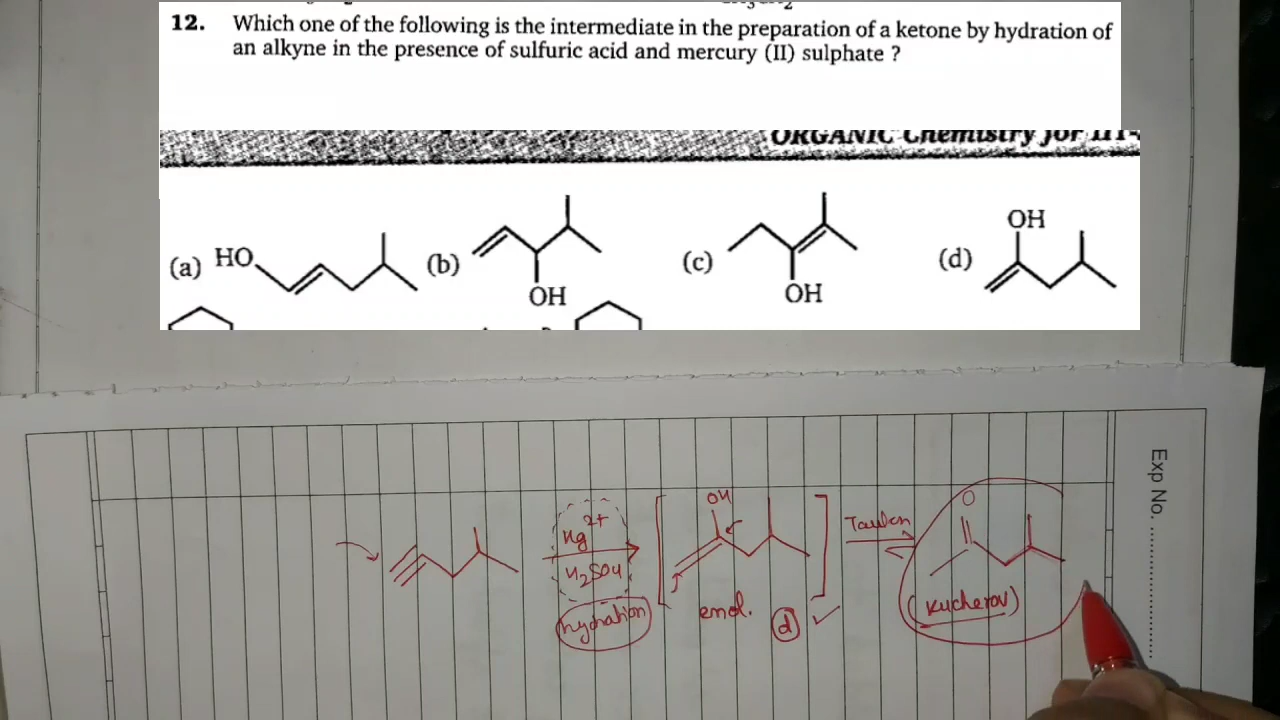 12. Which one of the following is the intermediate in the preparation of a ketone by hydration of
an alkyne in the presence of sulfuric acid and mercury (II) sulphate ?
ORGANIC Chemistry for IIT-
(a) HO
(b) OH
(c) OH
(d) OH
Exp No. ....................
Hg2+
H2SO4
(hydration)
OH
enol.
(d) ✓
O
(Kucherov)